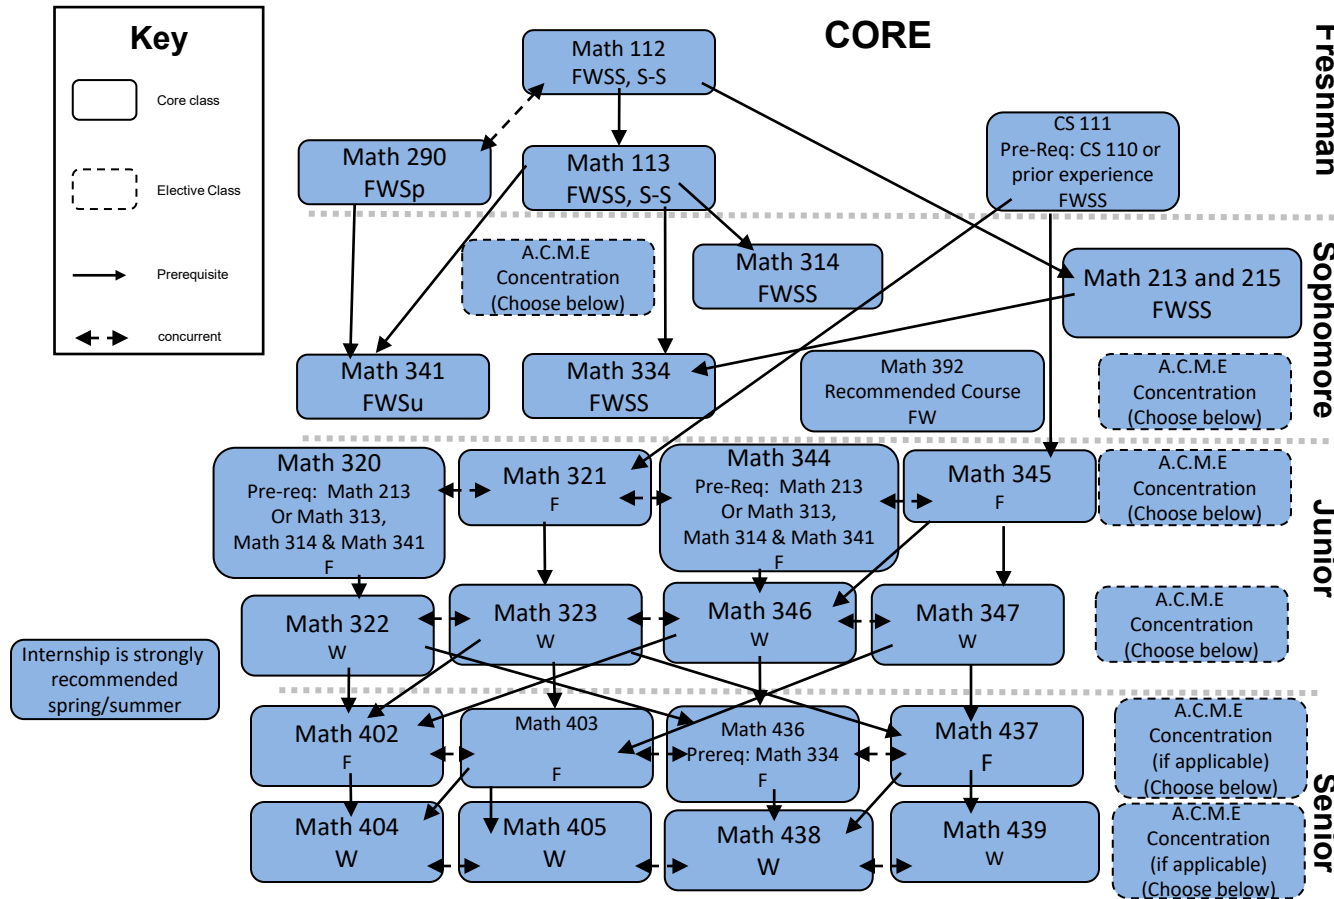 Key
Core class
Elective Class
Prerequisite
concurrent
CORE
Freshman
Math 112
FWSS, S-S
Math 290
FWSp
Math 113
FWSS, S-S
CS 111
Pre-Req: CS 110 or
prior experience
FWSS
Sophomore
A.C.M.E
Concentration
(Choose below)
Math 314
FWSS
Math 213 and 215
FWSS
Math 341
FWSu
Math 334
FWSS
Math 392
Recommended Course
FW
A.C.M.E
Concentration
(Choose below)
Junior
Math 320
Pre-req: Math 213
Or Math 313,
Math 314 & Math 341
F
Math 321
F
Math 344
Pre-Req: Math 213
Or Math 313,
Math 314 & Math 341
F
Math 345
F
A.C.M.E
Concentration
(Choose below)
Math 322
W
Math 323
W
Math 346
W
Math 347
W
A.C.M.E
Concentration
(Choose below)
Internship is strongly
recommended
spring/summer
Senior
Math 402
F
Math 403
F
Math 436
Prereq: Math 334
F
Math 437
F
A.C.M.E
Concentration
(if applicable)
(Choose below)
Math 404
W
Math 405
W
Math 438
W
Math 439
W
A.C.M.E
Concentration
(if applicable)
(Choose below)